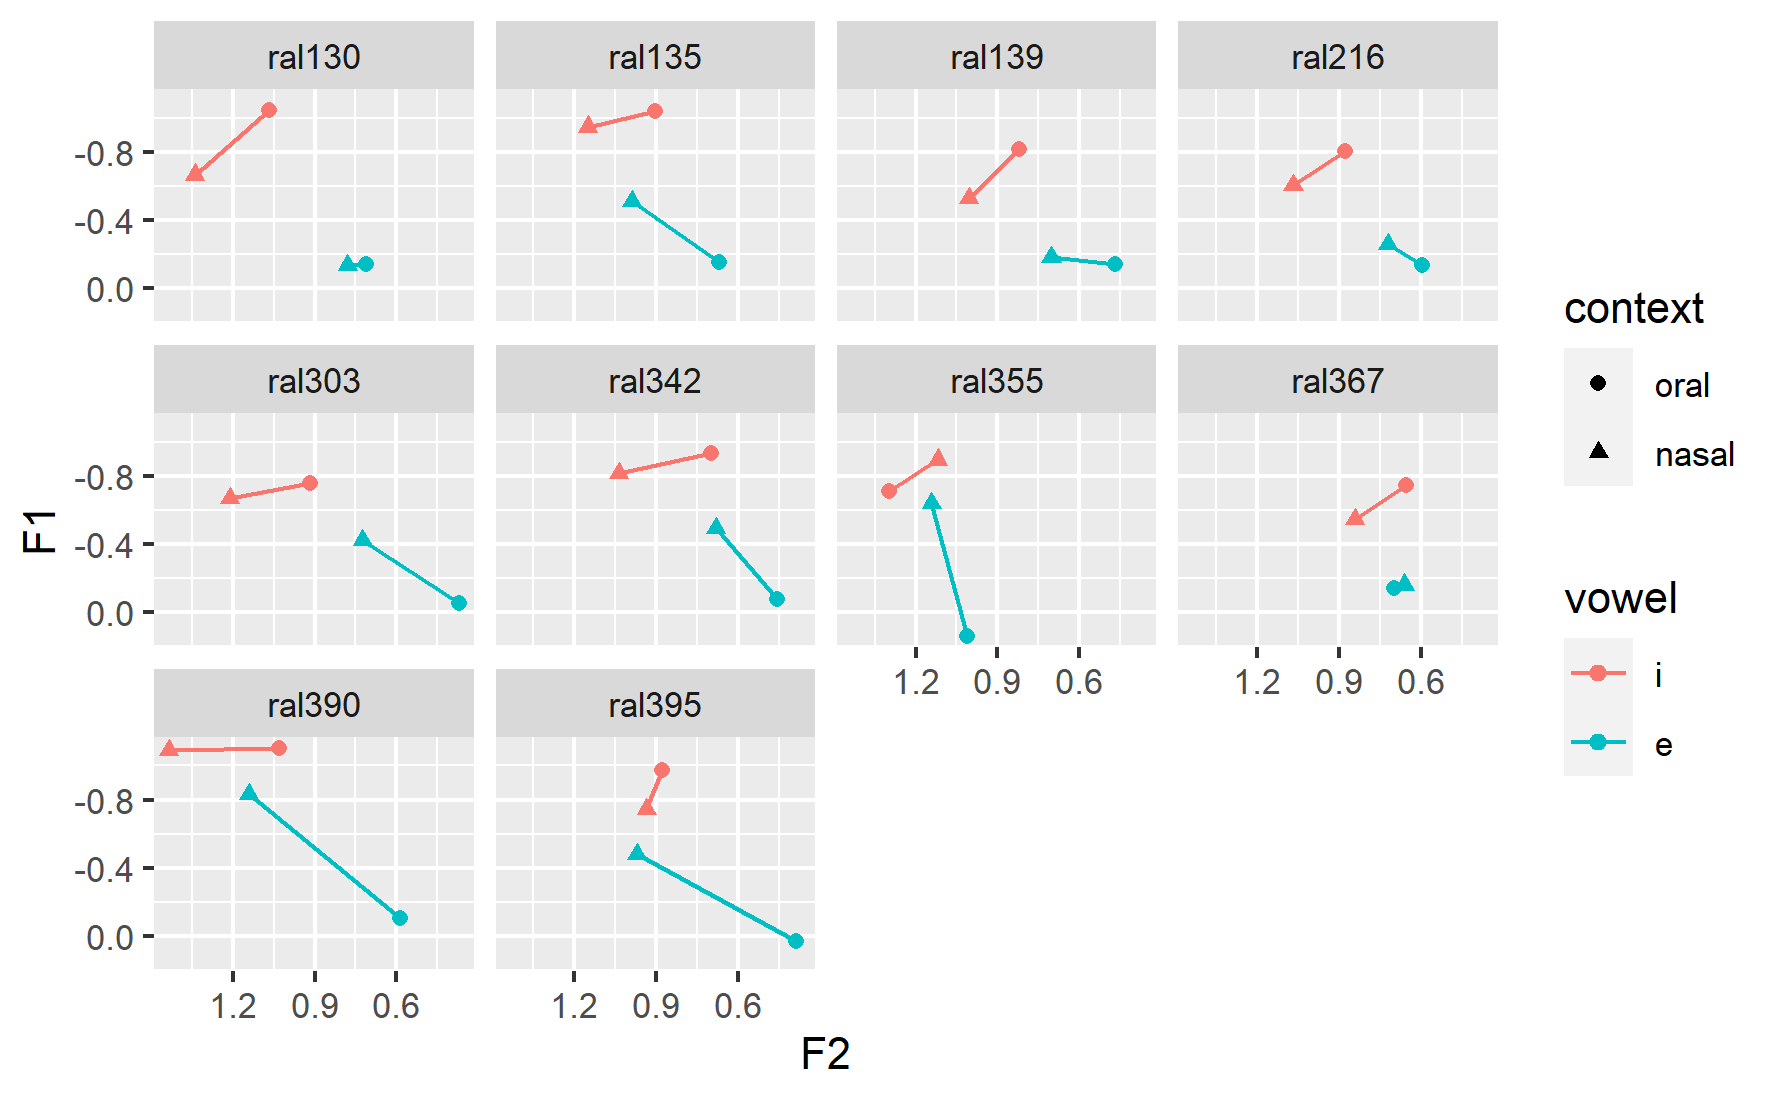 ral130 ral135 ral139 ral216
-0.8
-0.4
0.0
ral303 ral342 ral355 ral367
-0.8
-0.4
0.0
1.2 0.9 0.6 1.2 0.9 0.6
ral390 ral395
-0.8
-0.4
0.0
1.2 0.9 0.6 1.2 0.9 0.6
F1
F2
context
oral
nasal
vowel
i
e